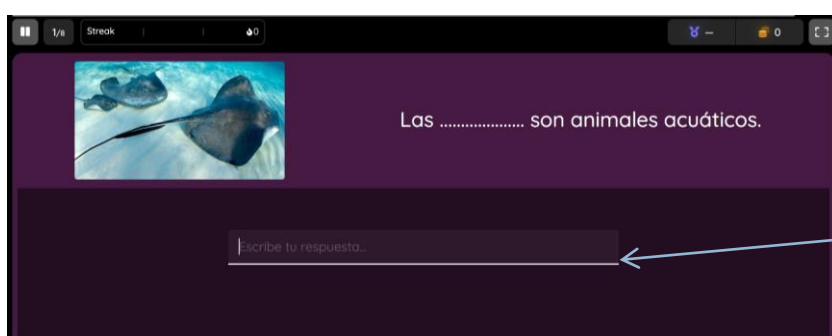 1/8 Streak 0 — 0
Las .................... son animales acuáticos.
Escribe tu respuesta...